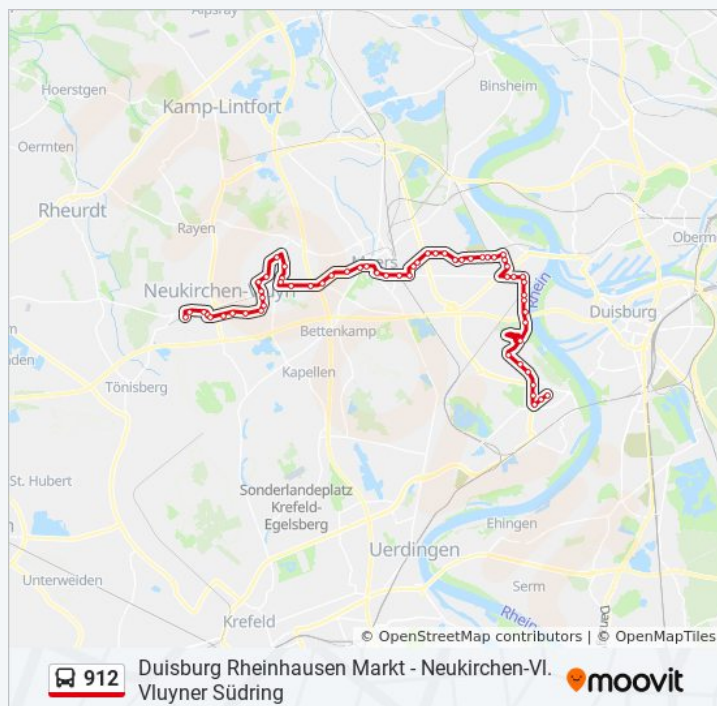 Alpsray
Hoerstgen
Kamp-Lintfort
Binsheim
Oermten
Rheurdt
Rayen
Moers
Oberm
Neukirchen-Vluyn
Rhein
Duisburg
Bettenkamp
Kapellen
Tönisberg
St. Hubert
Sonderlandeplatz
Krefeld-
Egelsberg
Ehingen
Uerdingen
Unterweiden
Serm
Krefeld
Rhein
© OpenStreetMap contributors | © OpenMapTiles
912 Duisburg Rheinhausen Markt - Neukirchen-Vl.
Vluyner Südring
moovit